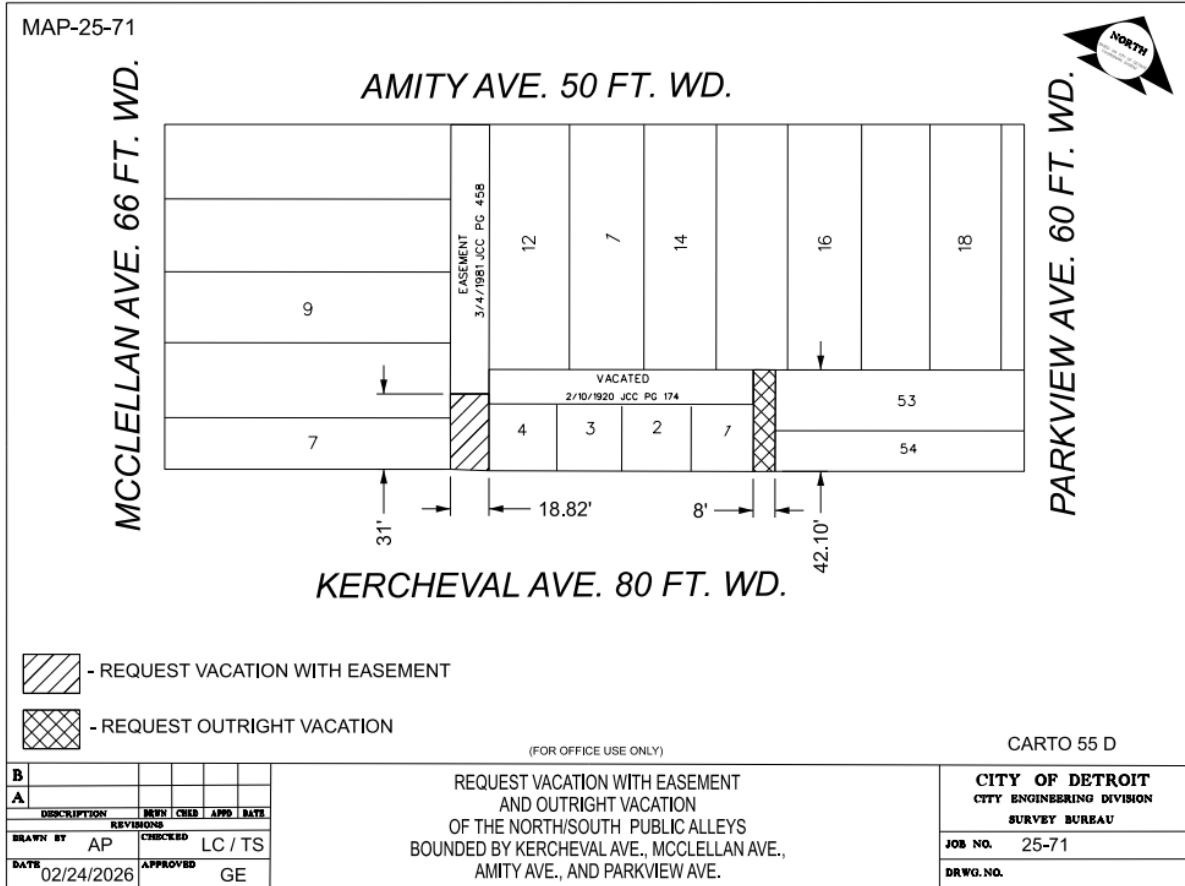 MAP-25-71
NORTH
AMITY AVE. 50 FT. WD.
MCCLELLAN AVE. 66 FT. WD.
PARKVIEW AVE. 60 FT. WD.
EASEMENT
3/4/1981 JCC PG 458
12
1
14
16
18
9
7
VACATED
2/10/1920 JCC PG 174
4
3
2
1
53
54
31'
18.82'
8'
42.10'
KERCHEVAL AVE. 80 FT. WD.
- REQUEST VACATION WITH EASEMENT
- REQUEST OUTRIGHT VACATION
(FOR OFFICE USE ONLY)
CARTO 55 D
B
A
DESCRIPTION DRWN CHKD APPD DATE
REVISIONS
DRAWN BY AP CHECKED LC / TS
DATE 02/24/2026 APPROVED GE
REQUEST VACATION WITH EASEMENT
AND OUTRIGHT VACATION
OF THE NORTH/SOUTH PUBLIC ALLEYS
BOUNDED BY KERCHEVAL AVE., MCCLELLAN AVE.,
AMITY AVE., AND PARKVIEW AVE.
CITY OF DETROIT
CITY ENGINEERING DIVISION
SURVEY BUREAU
JOB NO. 25-71
DRWG. NO.